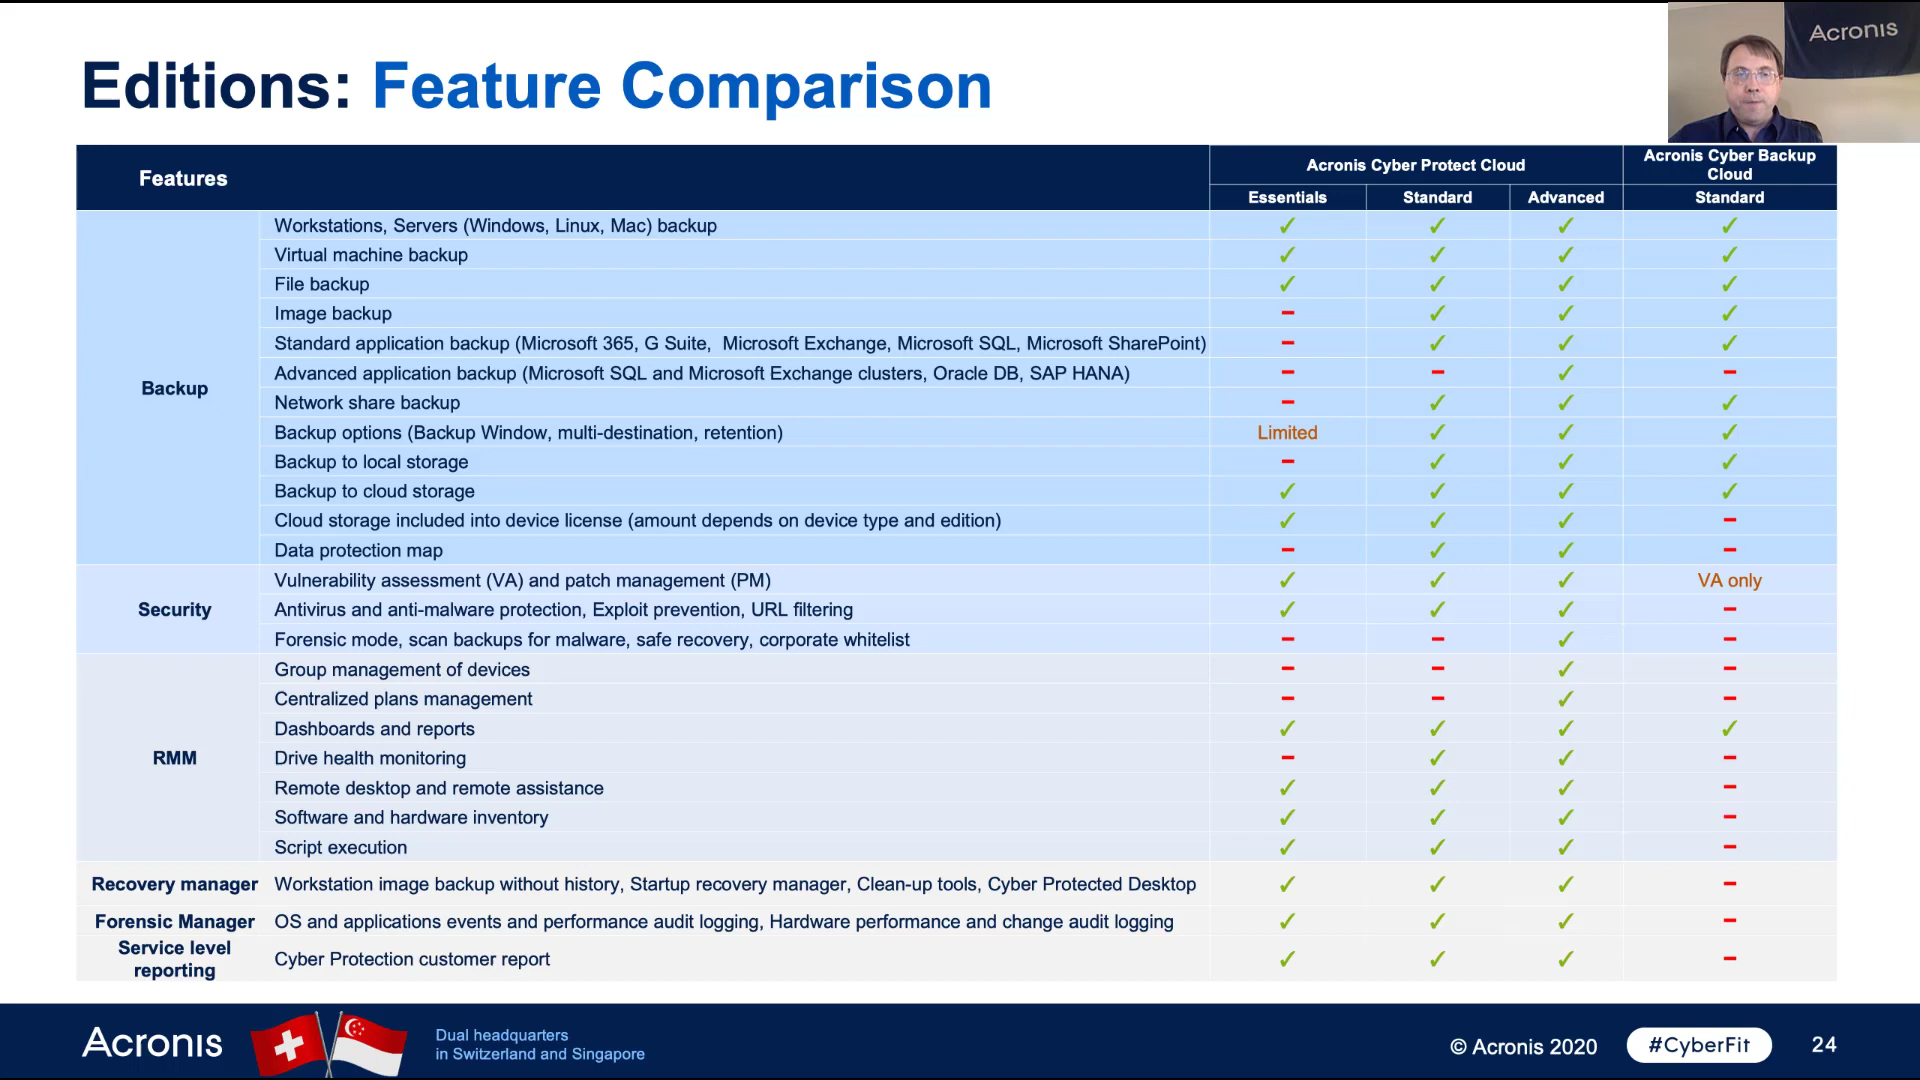 Acronis
Editions: Feature Comparison
Features
Acronis Cyber Protect Cloud
Acronis Cyber Backup
Cloud
Essentials Standard Advanced Standard
Backup
Workstations, Servers (Windows, Linux, Mac) backup ✓ ✓ ✓ ✓
Virtual machine backup ✓ ✓ ✓ ✓
File backup ✓ ✓ ✓ ✓
Image backup – ✓ ✓ ✓
Standard application backup (Microsoft 365, G Suite, Microsoft Exchange, Microsoft SQL, Microsoft SharePoint) – ✓ ✓ ✓
Advanced application backup (Microsoft SQL and Microsoft Exchange clusters, Oracle DB, SAP HANA) – – ✓ –
Network share backup – ✓ ✓ ✓
Backup options (Backup Window, multi-destination, retention) Limited ✓ ✓ ✓
Backup to local storage – ✓ ✓ ✓
Backup to cloud storage ✓ ✓ ✓ ✓
Cloud storage included into device license (amount depends on device type and edition) ✓ ✓ ✓ –
Data protection map – ✓ ✓ –
Security
Vulnerability assessment (VA) and patch management (PM) ✓ ✓ ✓ VA only
Antivirus and anti-malware protection, Exploit prevention, URL filtering ✓ ✓ ✓ –
Forensic mode, scan backups for malware, safe recovery, corporate whitelist – – ✓ –
RMM
Group management of devices – – ✓ –
Centralized plans management – – ✓ –
Dashboards and reports ✓ ✓ ✓ ✓
Drive health monitoring – ✓ ✓ –
Remote desktop and remote assistance ✓ ✓ ✓ –
Software and hardware inventory ✓ ✓ ✓ –
Script execution ✓ ✓ ✓ –
Recovery manager Workstation image backup without history, Startup recovery manager, Clean-up tools, Cyber Protected Desktop ✓ ✓ ✓ –
Forensic Manager OS and applications events and performance audit logging, Hardware performance and change audit logging ✓ ✓ ✓ –
Service level
reporting
Cyber Protection customer report ✓ ✓ ✓ –
Acronis
Dual headquarters
in Switzerland and Singapore
© Acronis 2020
#CyberFit
24